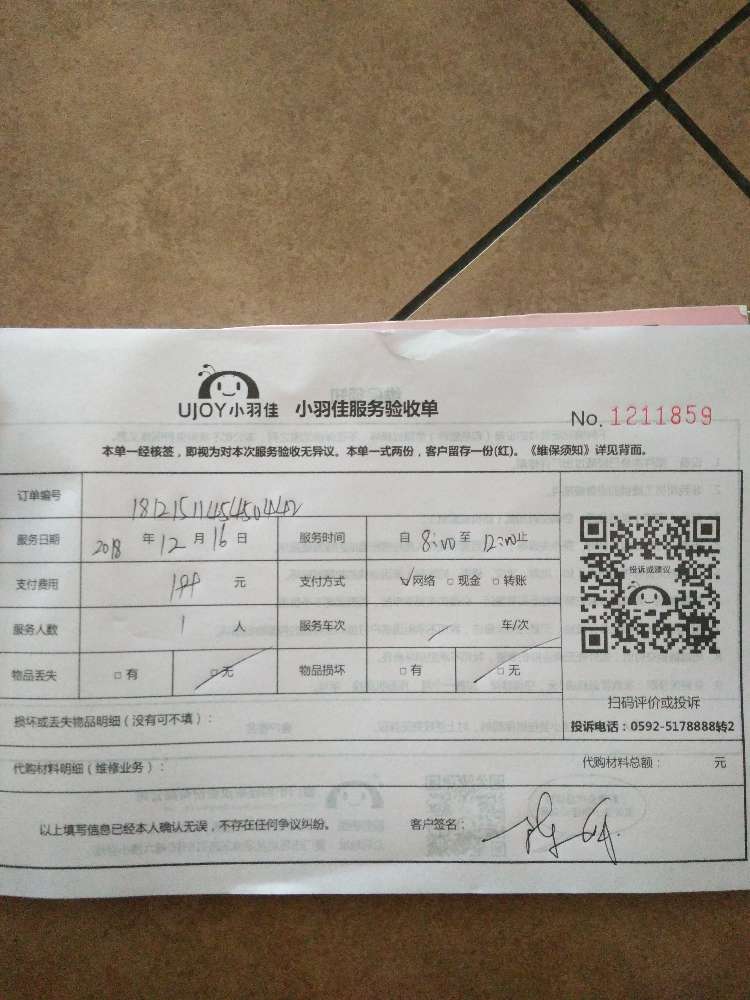 UJOY小羽佳 小羽佳服务验收单
No. 1211859
本单一经核签，即视为对本次服务验收无异议。本单一式两份，客户留存一份(红)。《维保须知》详见背面。
订单编号
服务日期 2018 年 12 月 16 日 服务时间 自 8:00 至 12:00 止
支付费用 元 支付方式 ✓网络 □ 现金 □ 转账
服务人数 1 人 服务车次 / 车/次
物品丢失 □ 有 □ 无 物品损坏 □ 有 □ 无
投诉或建议
扫码评价或投诉
投诉电话：0592-5178888转2
损坏或丢失物品明细（没有可不填）：
代购材料明细（维修业务）： 代购材料总额： 元
以上填写信息已经本人确认无误，不存在任何争议纠纷。 客户签名：